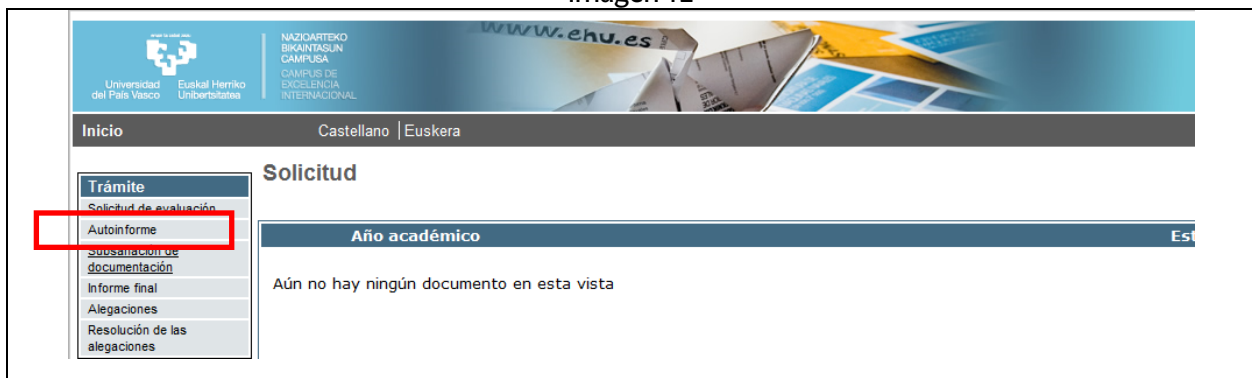 NAZIOARTEKO
BIKAINTASUN
CAMPUSA
CAMPUS DE
EXCELENCIA
INTERNACIONAL
www.ehu.es
Universidad del País Vasco
Euskal Herriko Unibertsitatea
Inicio
Castellano | Euskera
Solicitud
Trámite
Solicitud de evaluación
Autoinforme
Subsanación de
documentación
Informe final
Alegaciones
Resolución de las
alegaciones
Año académico
Aún no hay ningún documento en esta vista